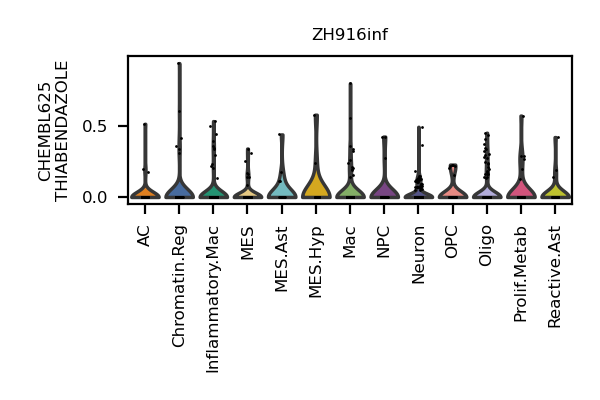 ZH916inf
CHEMBL625
THIABENDAZOLE
0.5
0.0
AC
Chromatin.Reg
Inflammatory.Mac
MES
MES.Ast
MES.Hyp
Mac
NPC
Neuron
OPC
Oligo
Prolif.Metab
Reactive.Ast